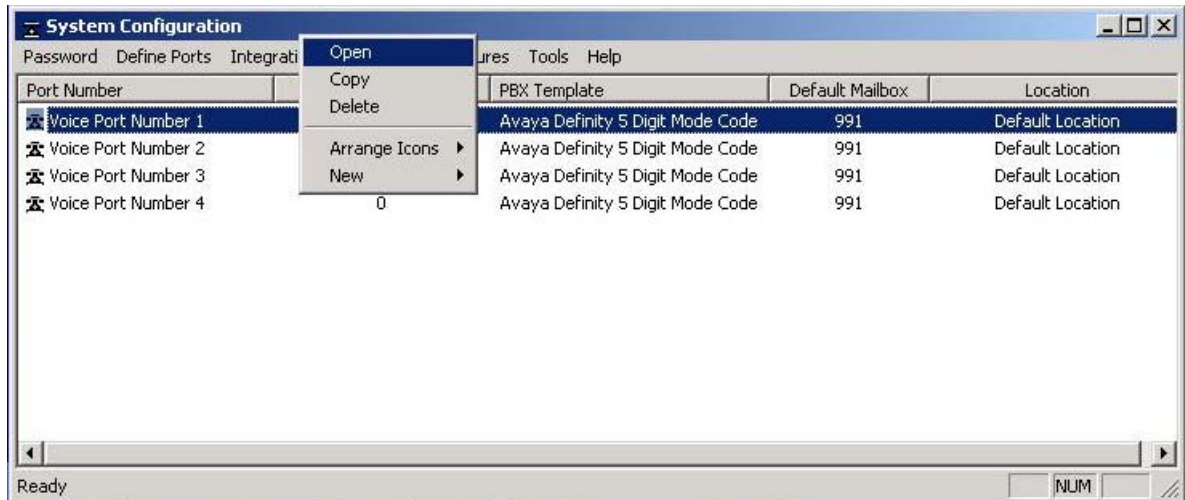 System Configuration
Password Define Ports Integrati ures Tools Help
Open
Copy
Delete
Arrange Icons
New
Port Number PBX Template Default Mailbox Location
Voice Port Number 1 Avaya Definity 5 Digit Mode Code 991 Default Location
Voice Port Number 2 Avaya Definity 5 Digit Mode Code 991 Default Location
Voice Port Number 3 Avaya Definity 5 Digit Mode Code 991 Default Location
Voice Port Number 4 0 Avaya Definity 5 Digit Mode Code 991 Default Location
Ready NUM